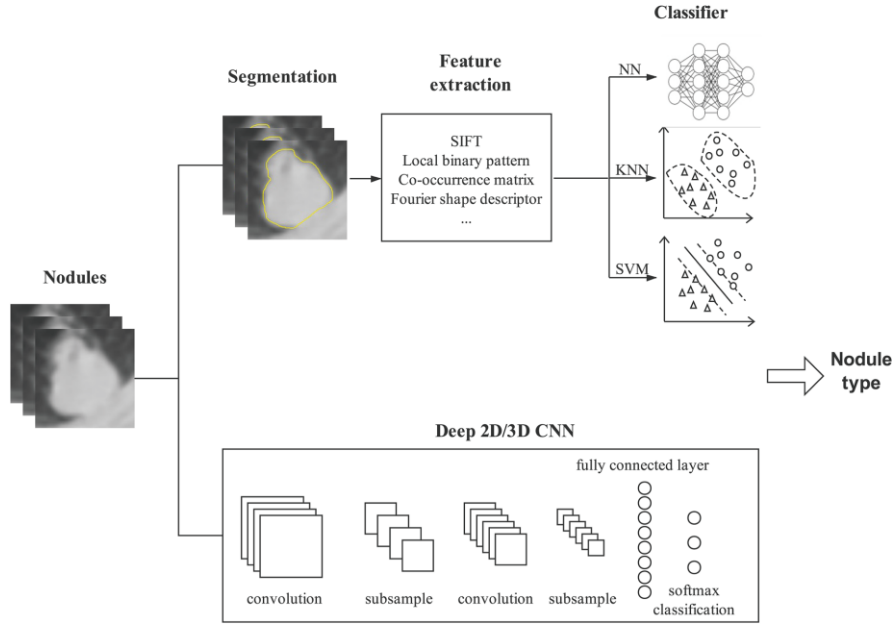 Classifier
Segmentation
Feature
extraction
NN
SIFT
Local binary pattern
Co-occurrence matrix
Fourier shape descriptor
...
KNN
SVM
Nodules
Nodule
type
Deep 2D/3D CNN
fully connected layer
convolution
subsample
convolution
subsample
softmax
classification